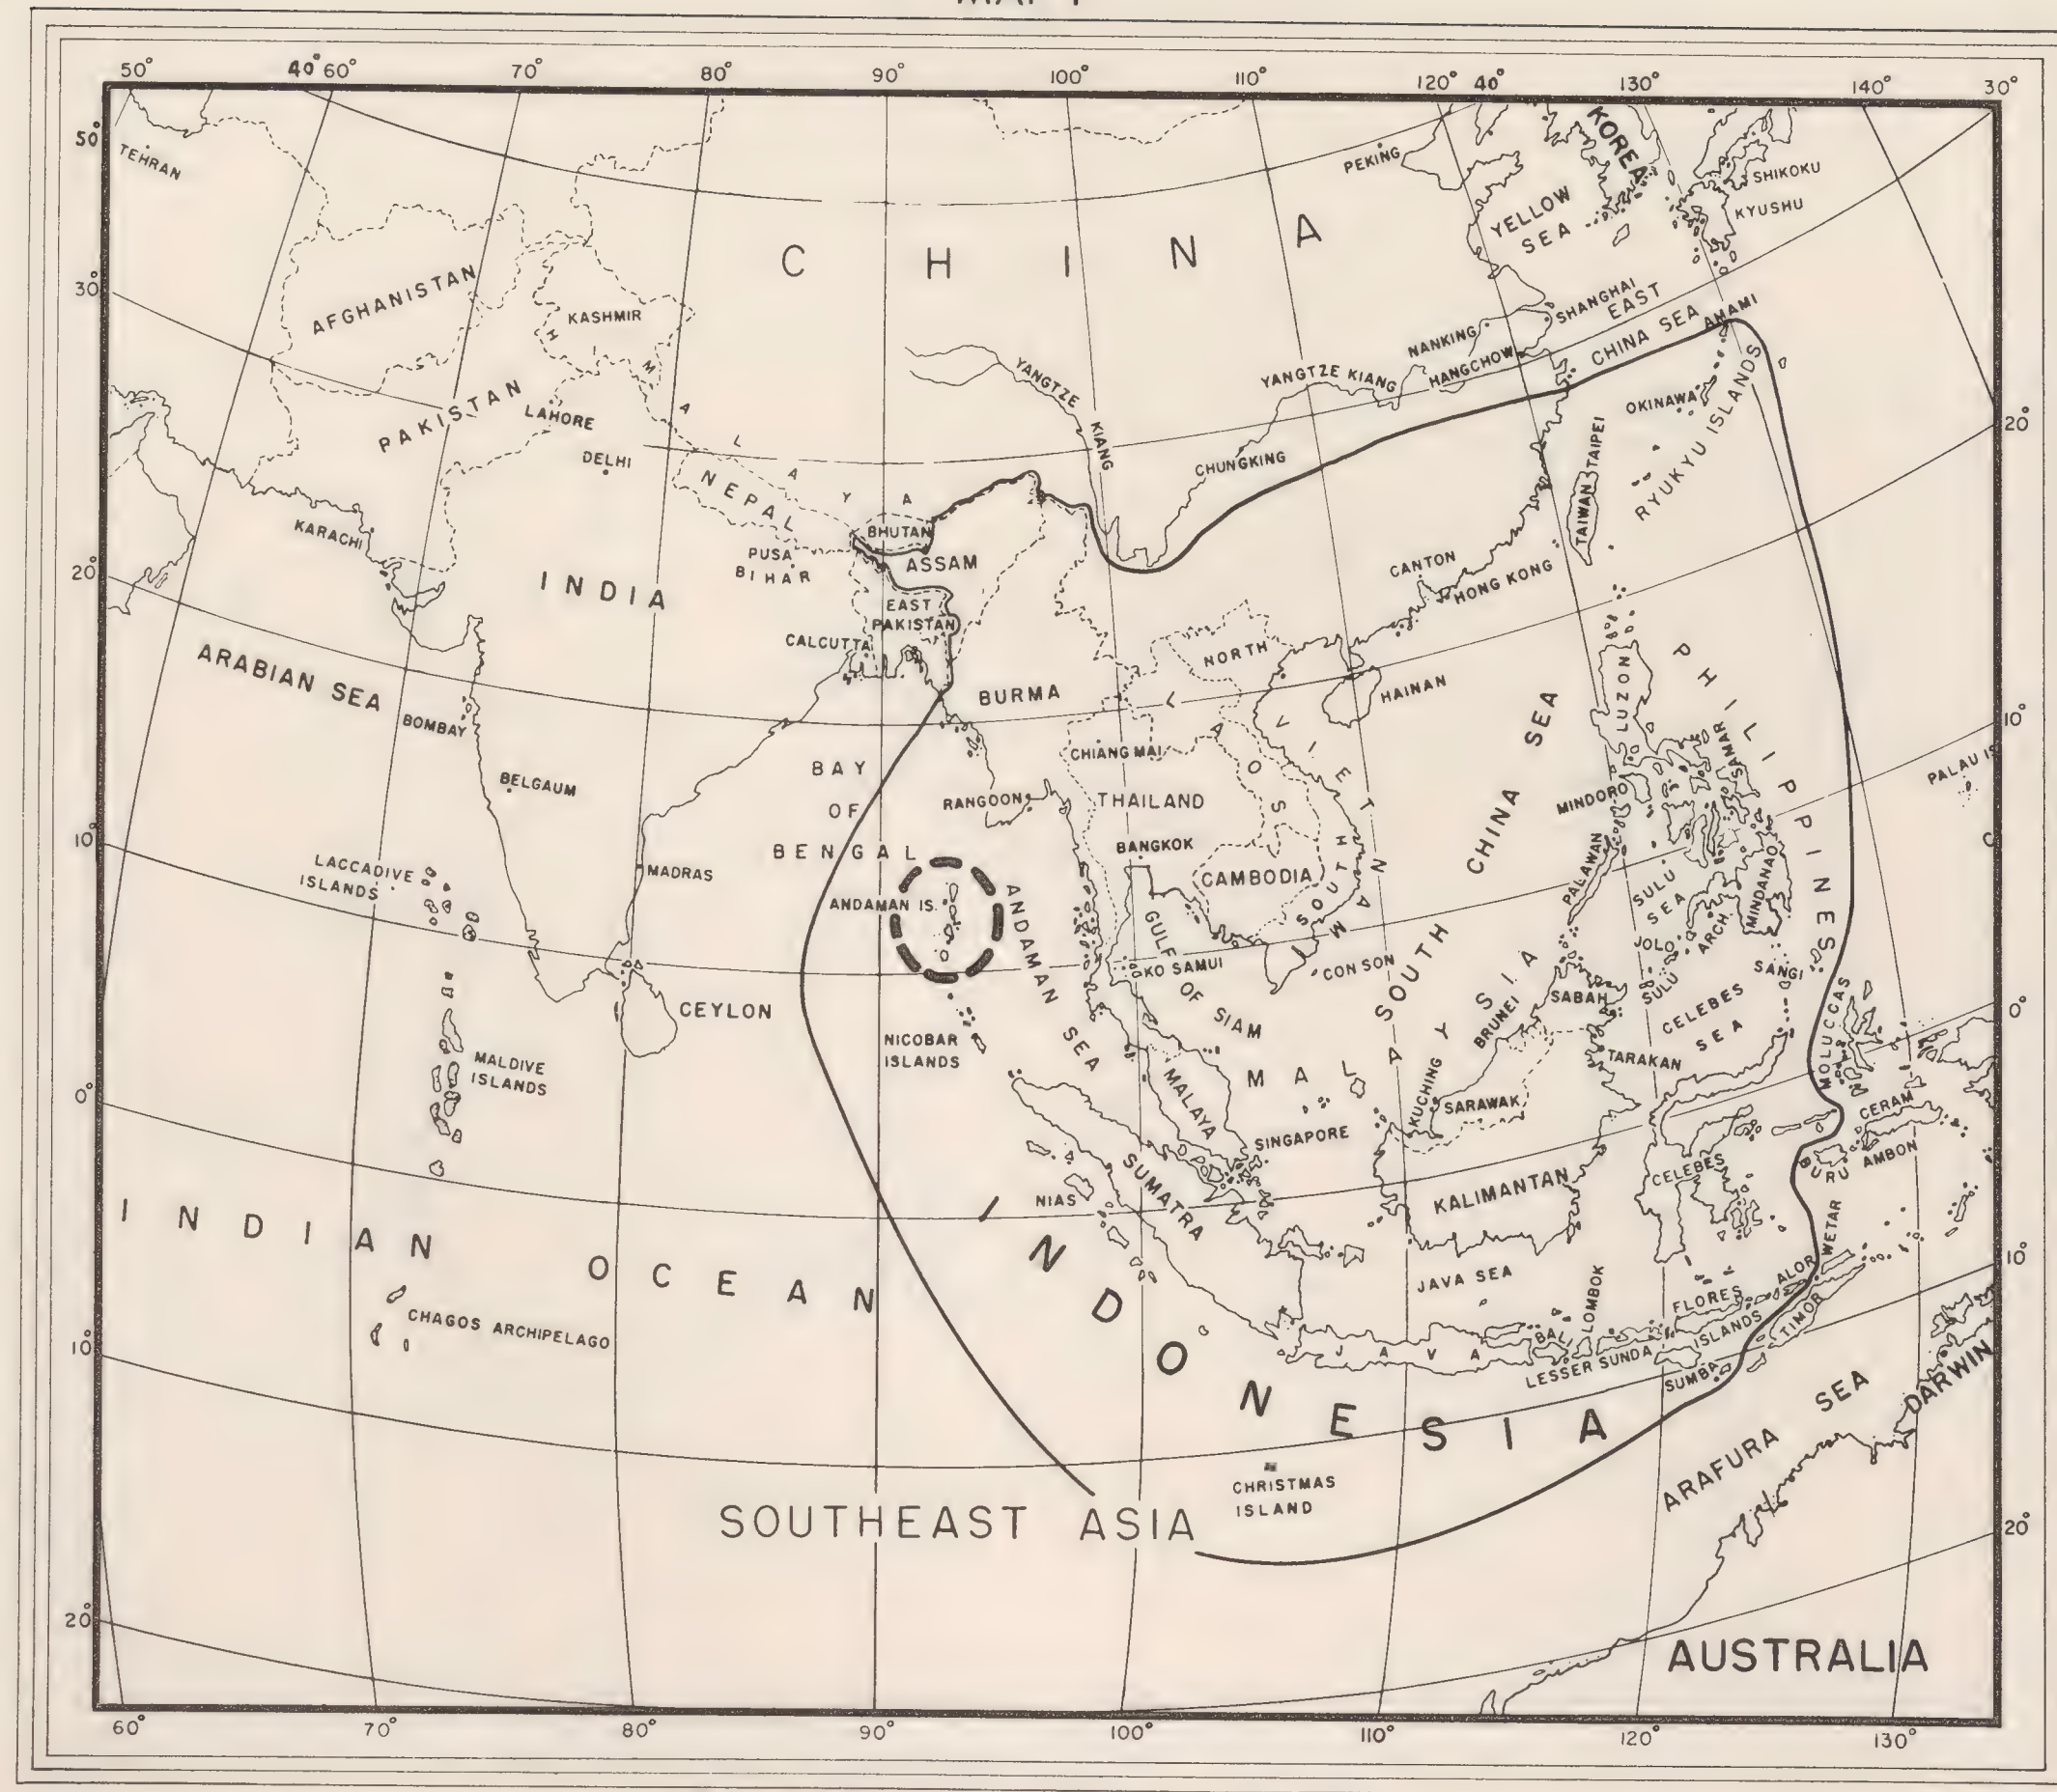 MAP 1
50° 40° 60° 70° 80° 90° 100° 110° 120° 40° 130° 140° 30°
50°
TEHRAN
PEKING
KOREA
SHIKOKU
KYUSHU
YELLOW
SEA
CHINA
30°
AFGHANISTAN
KASHMIR
HIMALAYA
SHANGHAI
EAST
CHINA SEA
AMAMI
NANKING
HANGCHOW
YANGTZE
KIANG
YANGTZE KIANG
PAKISTAN
LAHORE
DELHI
OKINAWA
RYUKYU ISLANDS
20°
CHUNGKING
TAIPEI
TAIWAN
NEPAL
BHUTAN
KARACHI
PUSA
BIHAR
ASSAM
20°
INDIA
EAST
PAKISTAN
CALCUTTA
CANTON
HONG KONG
NORTH
ARABIAN SEA
BOMBAY
BURMA
LAOS
VIETNAM
HAINAN
LUZON
PHILIPPINES
10°
CHIANG MAI
BAY
OF
BENGAL
BELGAUM
RANGOON
THAILAND
SOUTH
CHINA SEA
MINDORO
SAMAR
PALAU IS
10°
BANGKOK
CAMBODIA
SOUTH
PALAWAN
SULU
SEA
MINDANAO
LACCADIVE
ISLANDS
MADRAS
ANDAMAN IS.
ANDAMAN SEA
GULF OF SIAM
KO SAMUI
CON SON
JOLO
SULU ARCH.
SANGI
CEYLON
NICOBAR
ISLANDS
MALAYSIA
BRUNEI
SABAH
CELEBES
SEA
MOLUCCAS
0°
MALDIVE
ISLANDS
MALAYA
KUCHING
SARAWAK
TARAKAN
0°
SINGAPORE
CERAM
AMBON
BURU
SUMATRA
NIAS
KALIMANTAN
CELEBES
WETAR
INDIAN
OCEAN
INDONESIA
JAVA SEA
LOMBOK
FLORES
ALOR
10°
CHAGOS ARCHIPELAGO
10°
JAVA
BALI
LESSER SUNDA
ISLANDS
TIMOR
SUMBA
ARAFURA SEA
DARWIN
CHRISTMAS
ISLAND
SOUTHEAST ASIA
20°
20°
AUSTRALIA
60° 70° 80° 90° 100° 110° 120° 130°